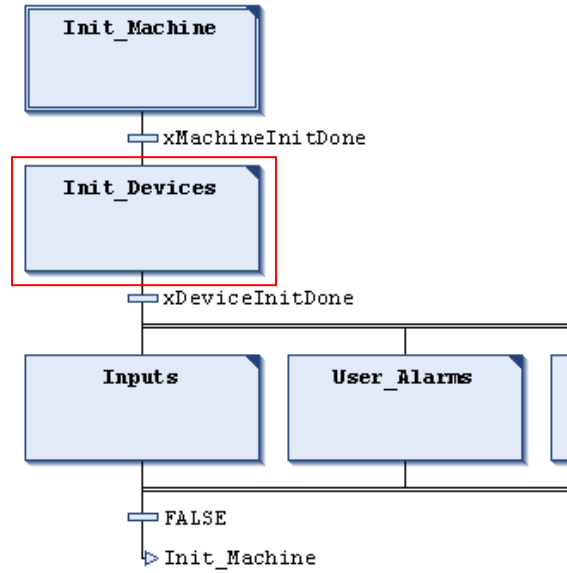 Init_Machine
xMachineInitDone
Init_Devices
xDeviceInitDone
Inputs
User_Alarms
FALSE
Init_Machine